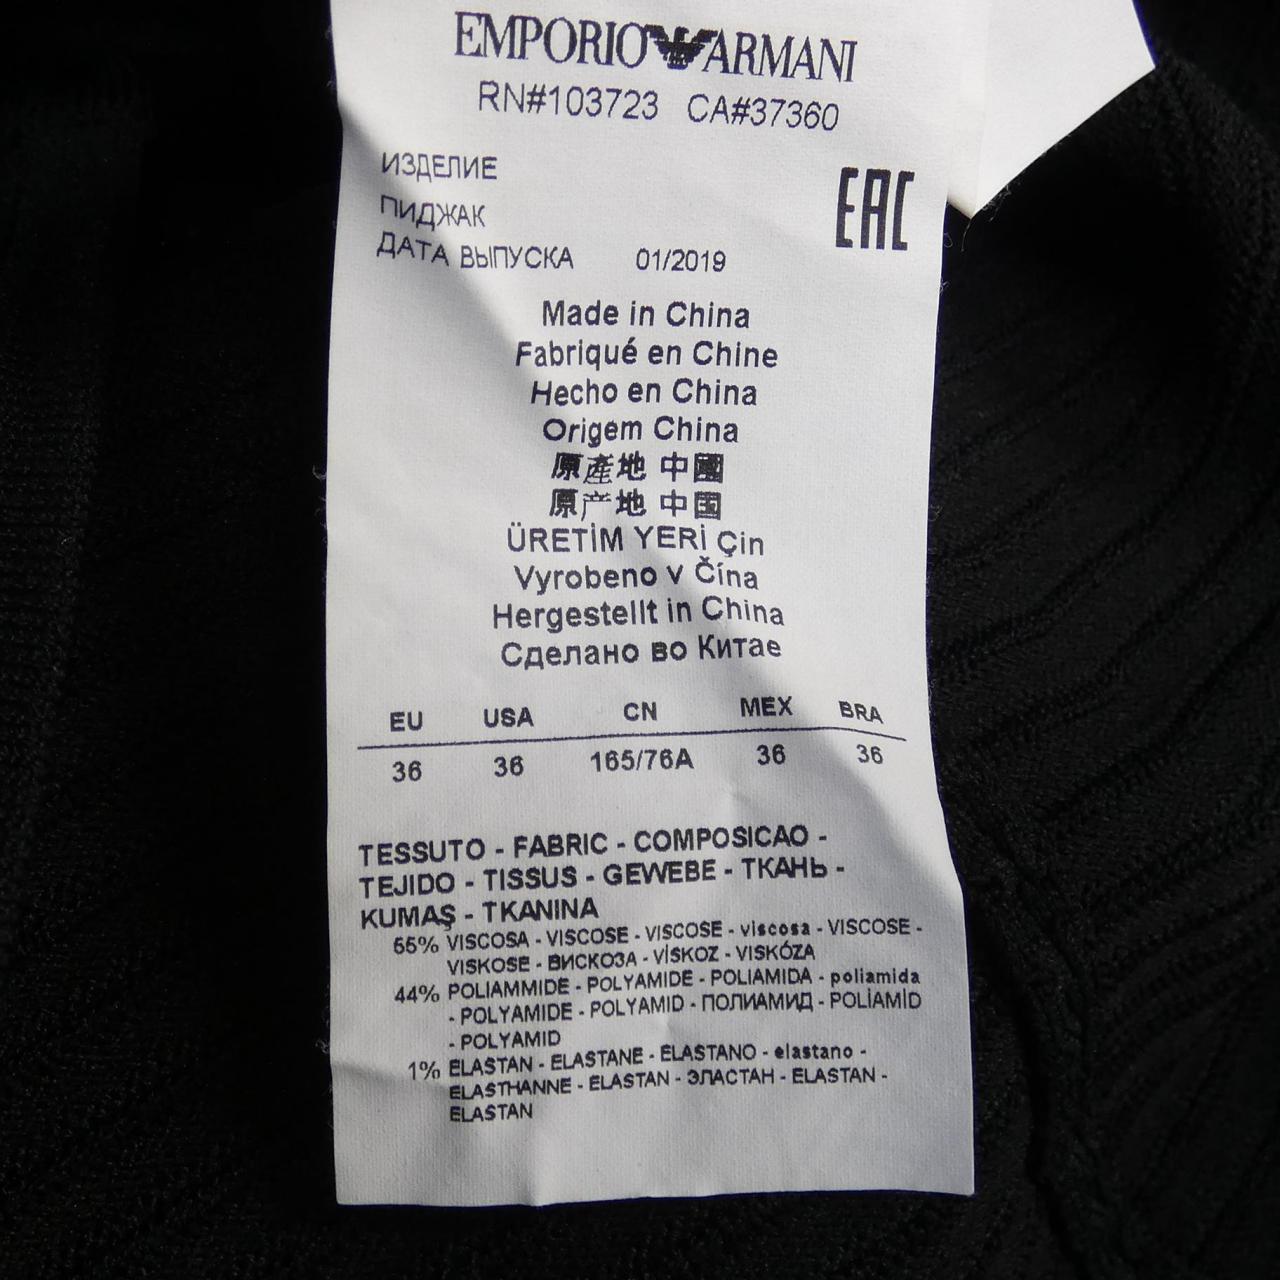 EMPORIO ARMANI
RN#103723 CA#37360
ИЗДЕЛИЕ
ПИДЖАК
ДАТА ВЫПУСКА 01/2019
EAC
Made in China
Fabriqué en Chine
Hecho en China
Origem China
原產地 中國
原产地 中国
ÜRETİM YERİ Çin
Vyrobeno v Čína
Hergestellt in China
Сделано во Китае
EU USA CN MEX BRA
36 36 165/76A 36 36
TESSUTO - FABRIC - COMPOSICAO -
TEJIDO - TISSUS - GEWEBE - ТКАНЬ -
KUMAŞ - TKANINA
55% VISCOSA - VISCOSE - VISCOSE - viscosa - VISCOSE -
VISKOSE - ВИСКОЗА - VİSKOZ - VISKÓZA
44% POLIAMMIDE - POLYAMIDE - POLIAMIDA - poliamida
- POLYAMIDE - POLYAMID - ПОЛИАМИД - POLİAMİD
- POLYAMID
1% ELASTAN - ELASTANE - ELASTANO - elastano -
ELASTHANNE - ELASTAN - ЭЛАСТАН - ELASTAN -
ELASTAN